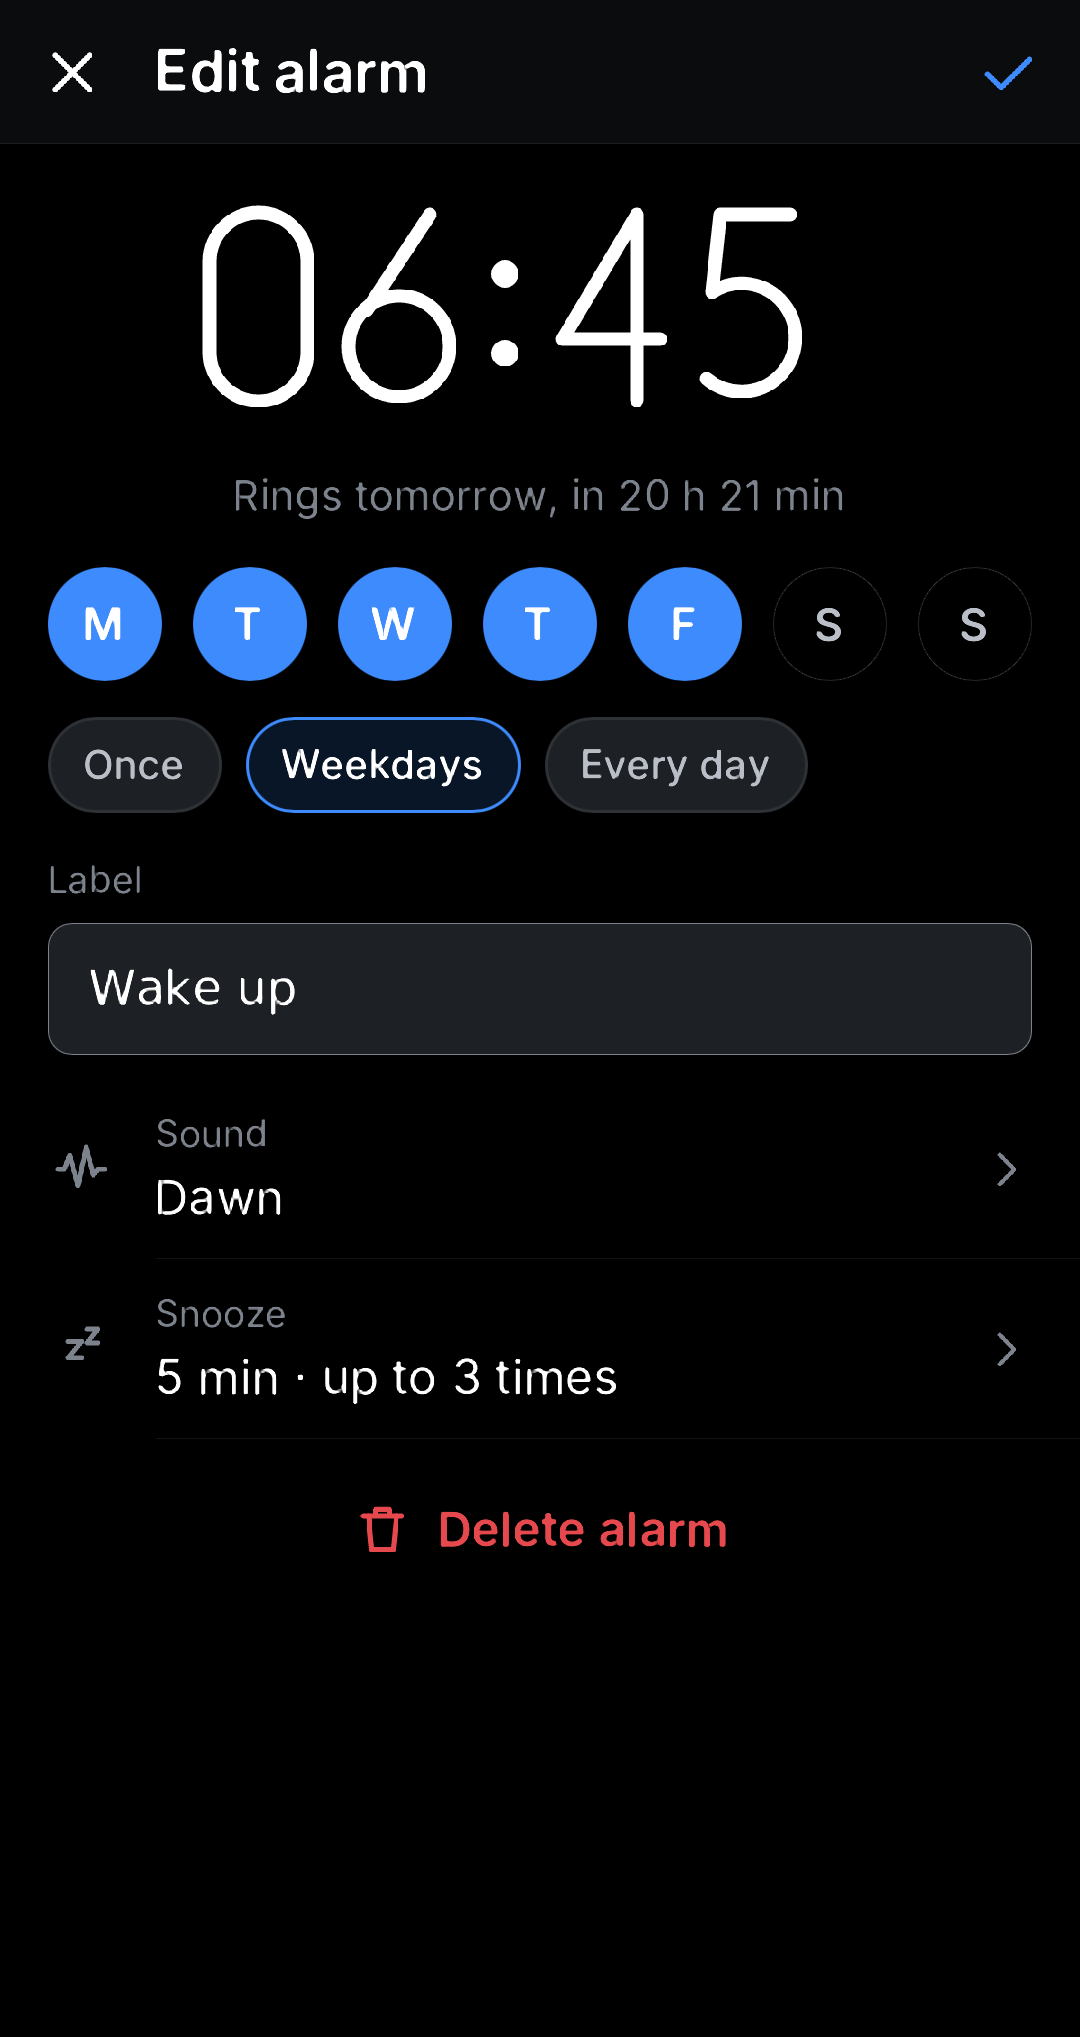 Edit alarm
06:45
Rings tomorrow, in 20 h 21 min
M T W T F S S
Once Weekdays Every day
Label
Wake up
Sound
Dawn
Snooze
5 min · up to 3 times
Delete alarm